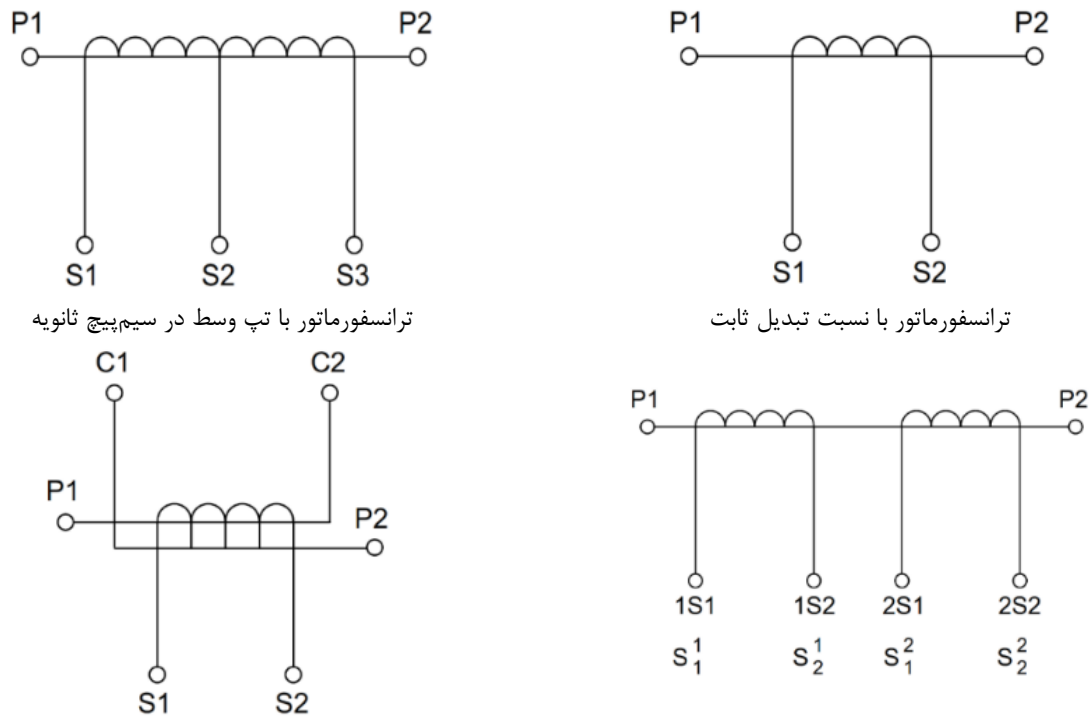 P1 P2
S1 S2 S3
ترانسفورماتور با تپ وسط در سیم‌پیچ ثانویه
P1 P2
S1 S2
ترانسفورماتور با نسبت تبدیل ثابت
C1 C2
P1 P2
S1 S2
P1 P2
1S1 1S2 2S1 2S2
S₁¹ S₂¹ S₁² S₂²